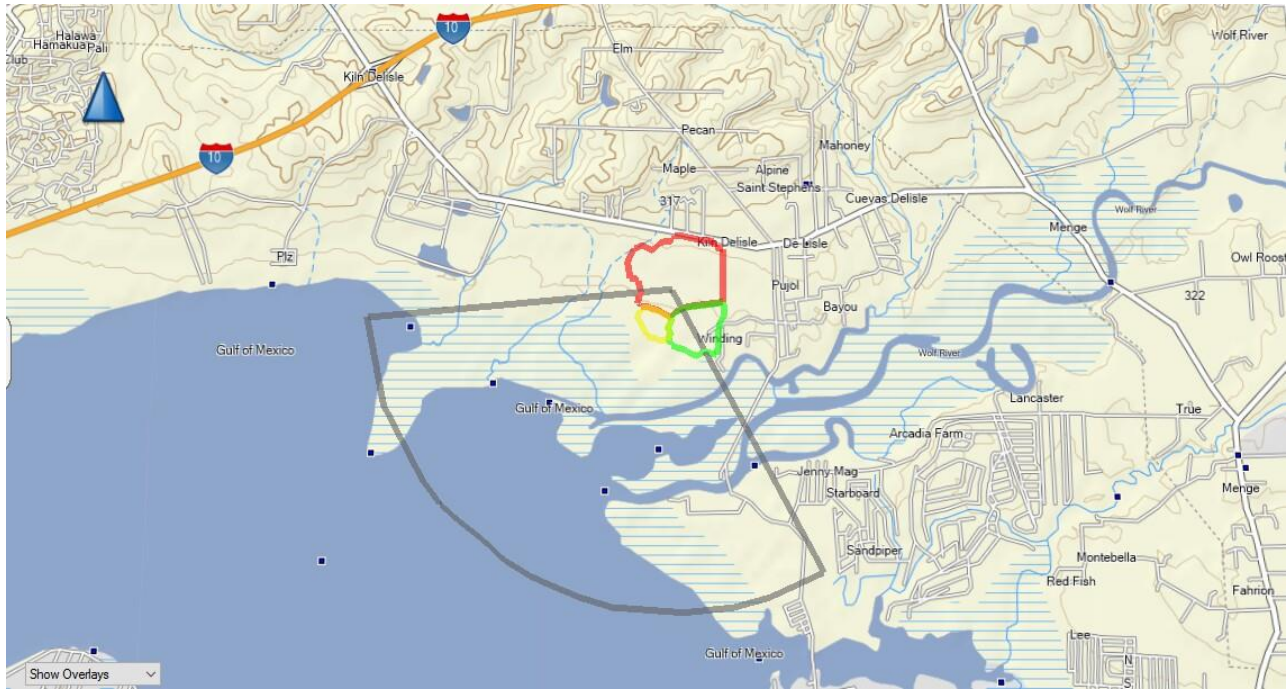 Halawa
Hamakua
Pali
Club
10
Wolf River
Elm
Kiln Delisle
10
Pecan
Mahoney
Maple
Alpine
Saint Stephens
317
Cuevas Delisle
Wolf River
Menge
Kiln Delisle
De Lisle
Plz
Owl Roost
Pujol
322
Bayou
Winding
Gulf of Mexico
Wolf River
Lancaster
Gulf of Mexico
True
Arcadia Farm
Jenny Mag
Starboard
Menge
Sandpiper
Montebella
Red Fish
Fahrion
Lee
Gulf of Mexico
N
S
Show Overlays